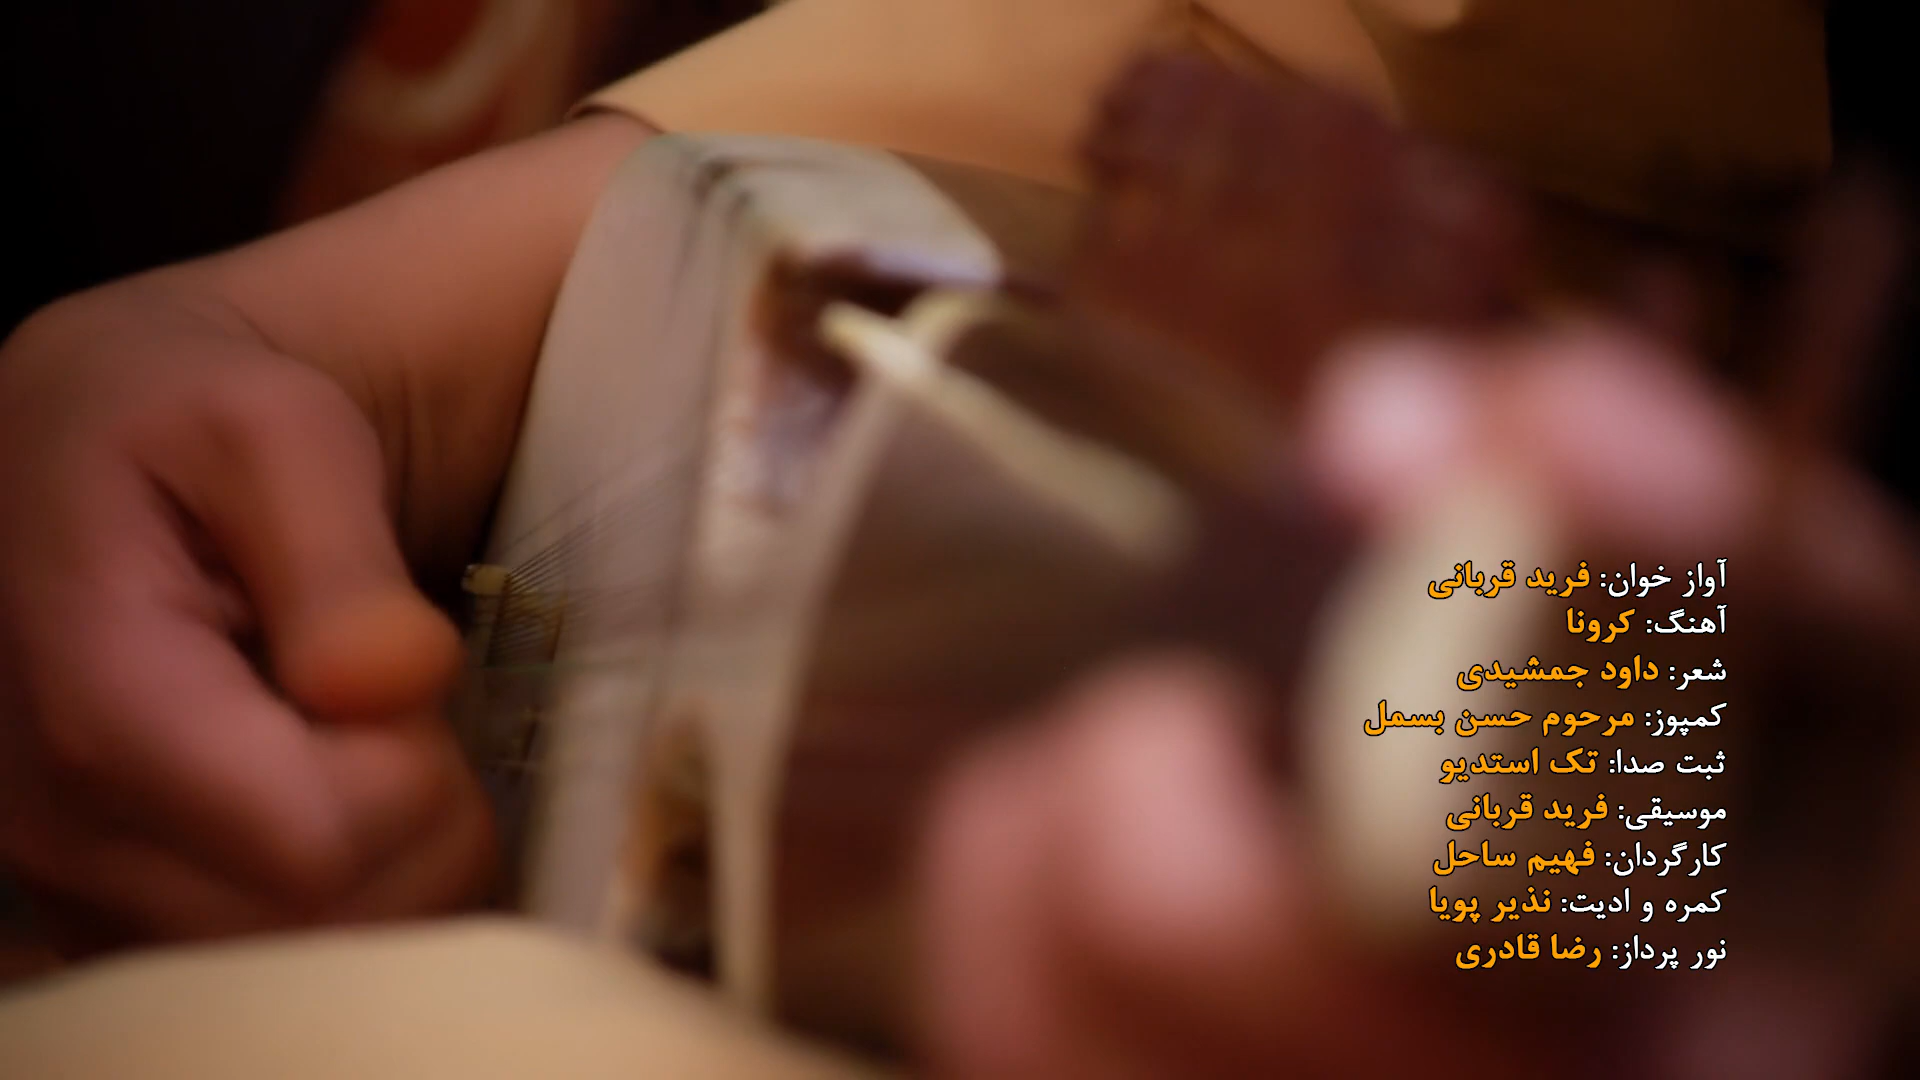 آواز خوان: فرید قربانی
آهنگ: کرونا
شعر: داود جمشیدی
کمپوز: مرحوم حسن بسمل
ثبت صدا: تک استدیو
موسیقی: فرید قربانی
کارگردان: فهیم ساحل
کمره و ادیت: نذیر پویا
نور پرداز: رضا قادری